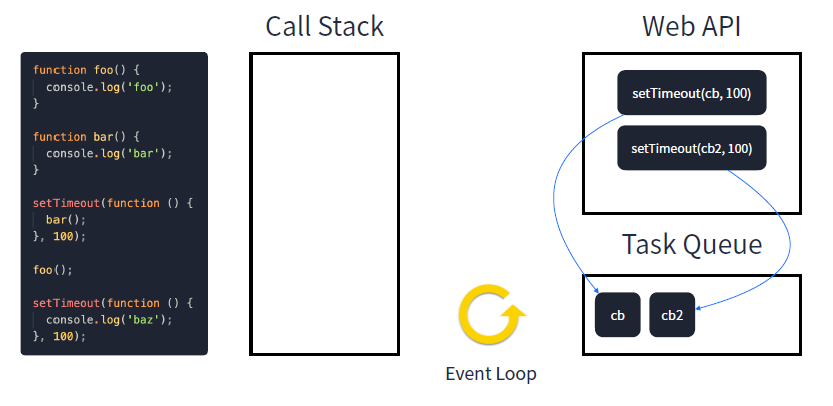 Call Stack
Web API
function foo() {
console.log('foo');
}
function bar() {
console.log('bar');
}
setTimeout(function () {
bar();
}, 100);
foo();
setTimeout(function () {
console.log('baz');
}, 100);
setTimeout(cb, 100)
setTimeout(cb2, 100)
Task Queue
cb
cb2
Event Loop